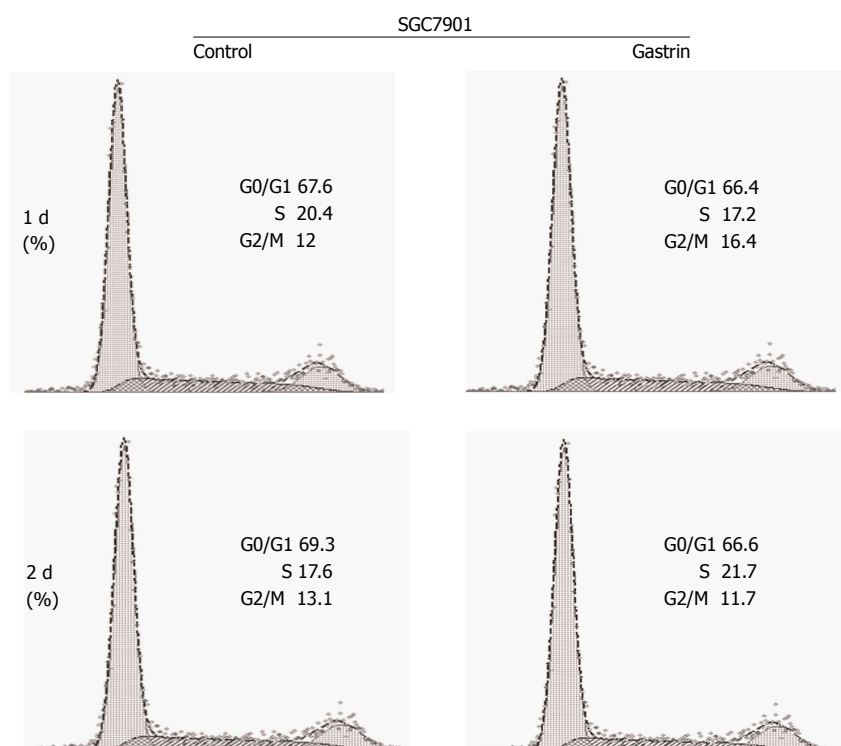 SGC7901
Control Gastrin
G0/G1 67.6
S 20.4
G2/M 12
1 d
(%)
G0/G1 66.4
S 17.2
G2/M 16.4
G0/G1 69.3
S 17.6
G2/M 13.1
2 d
(%)
G0/G1 66.6
S 21.7
G2/M 11.7